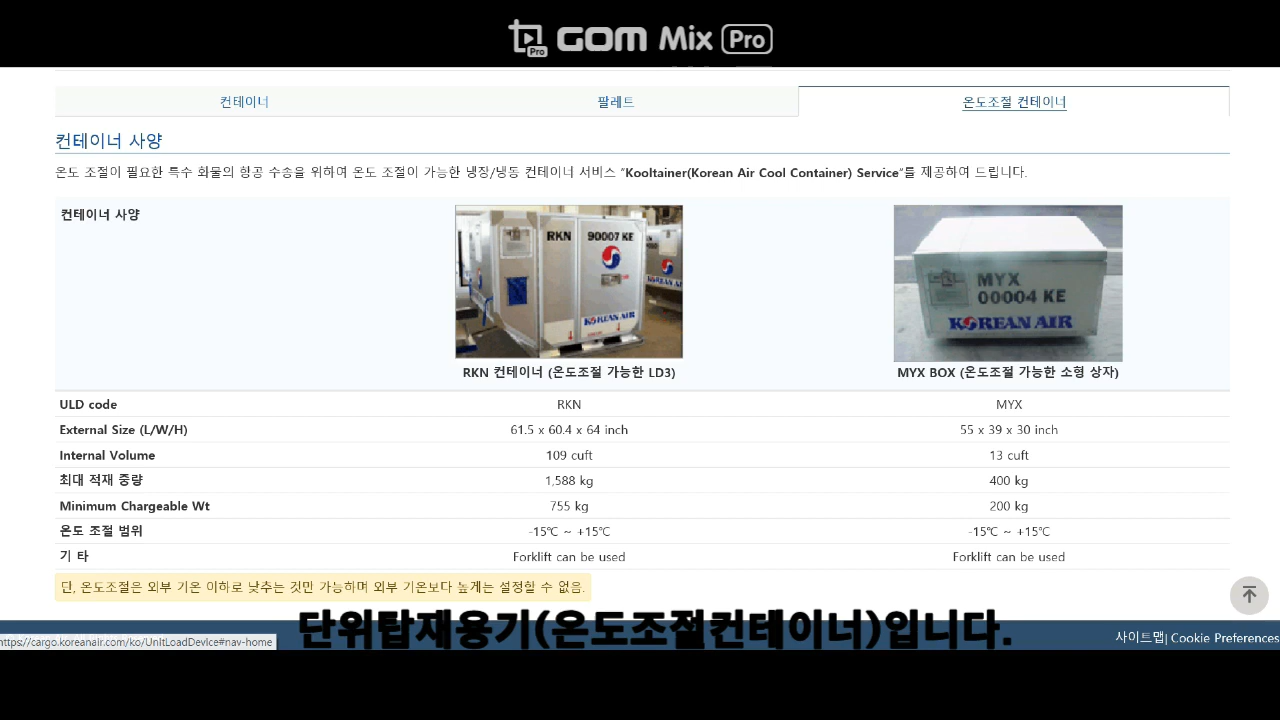 Pro GOM Mix Pro
컨테이너 팔레트 온도조절 컨테이너
컨테이너 사양
온도 조절이 필요한 특수 화물의 항공 수송을 위하여 온도 조절이 가능한 냉장/냉동 컨테이너 서비스 "Kooltainer(Korean Air Cool Container) Service"를 제공하여 드립니다.
컨테이너 사양
RKN 90007 KE
KOREAN AIR
MYX
00004 KE
KOREAN AIR
RKN 컨테이너 (온도조절 가능한 LD3) MYX BOX (온도조절 가능한 소형 상자)
ULD code RKN MYX
External Size (L/W/H) 61.5 x 60.4 x 64 inch 55 x 39 x 30 inch
Internal Volume 109 cuft 13 cuft
최대 적재 중량 1,588 kg 400 kg
Minimum Chargeable Wt 755 kg 200 kg
온도 조절 범위 -15℃ ~ +15℃ -15℃ ~ +15℃
기 타 Forklift can be used Forklift can be used
단, 온도조절은 외부 기온 이하로 낮추는 것만 가능하며 외부 기온보다 높게는 설정할 수 없음.
단위탑재용기(온도조절컨테이너)입니다.
https://cargo.koreanair.com/ko/UnitLoadDevice#nav-home 사이트맵| Cookie Preferences